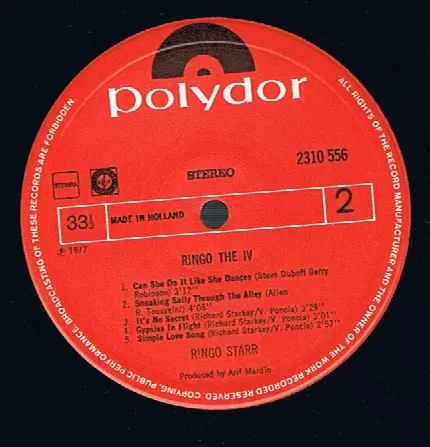 polydor
STEREO
2310 556
STEMRA
33⅓
MADE IN HOLLAND
2
℗ 1977
RINGO THE IV
1. Can She Do It Like She Dances (Steve Duboff Gerry
Robinson) 3'12"
2. Sneaking Sally Through The Alley (Allen
R. Toussaint) 4'08"
3. It's No Secret (Richard Starkey/V. Poncia) 3'29"
4. Gypsies In Flight (Richard Starkey/V. Poncia) 3'01"
5. Simple Love Song (Richard Starkey/V. Poncia) 2'57"
RINGO STARR
Produced by Arif Mardin
ALL RIGHTS OF THE RECORD MANUFACTURER AND THE OWNER OF THE WORK RECORDED RESERVED. COPYING, PUBLIC PERFORMANCE, BROADCASTING OF THESE RECORDS ARE FORBIDDEN